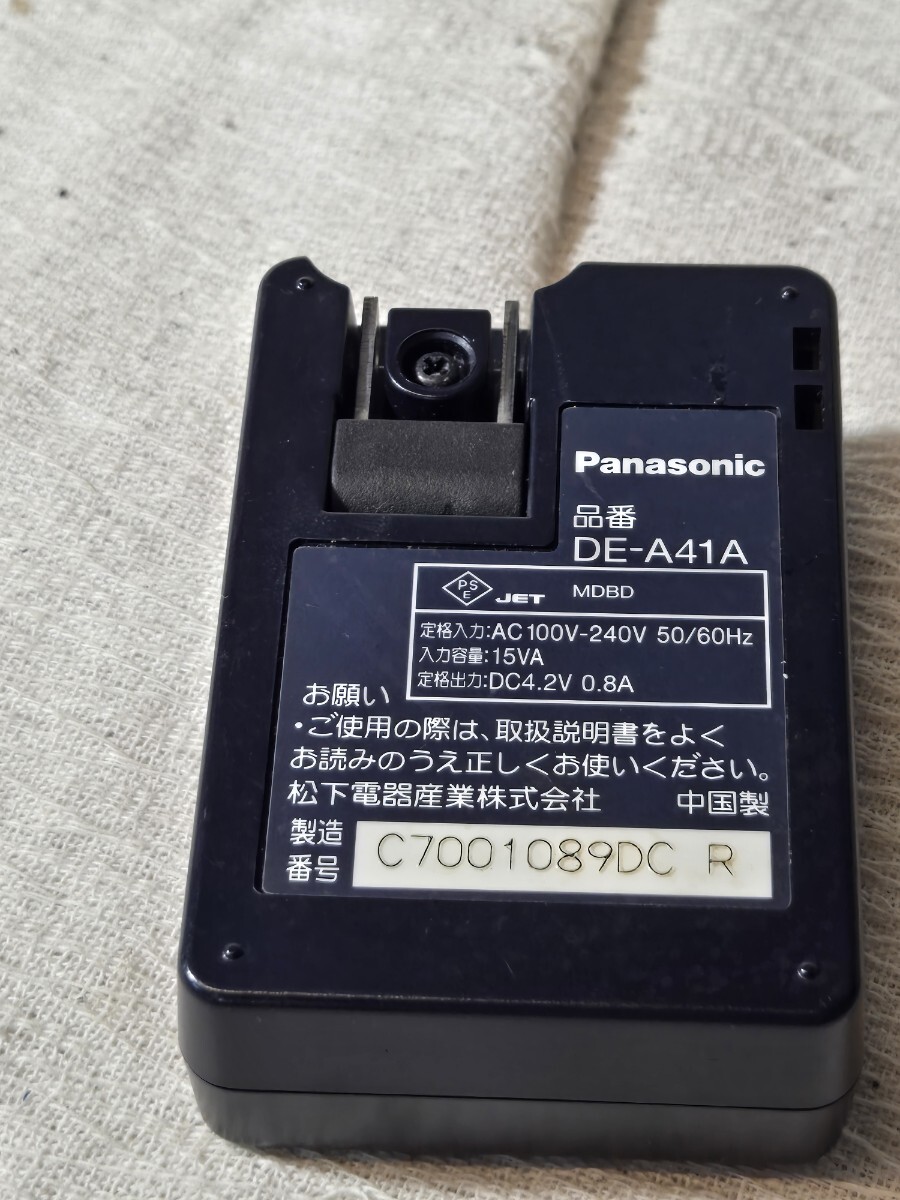 Panasonic
品番
DE-A41A
PSE JET MDBD
定格入力:AC100V-240V 50/60Hz
入力容量:15VA
定格出力:DC4.2V 0.8A
お願い
・ご使用の際は、取扱説明書をよく
お読みのうえ正しくお使いください。
松下電器産業株式会社 中国製
製造
番号 C7001089DC R